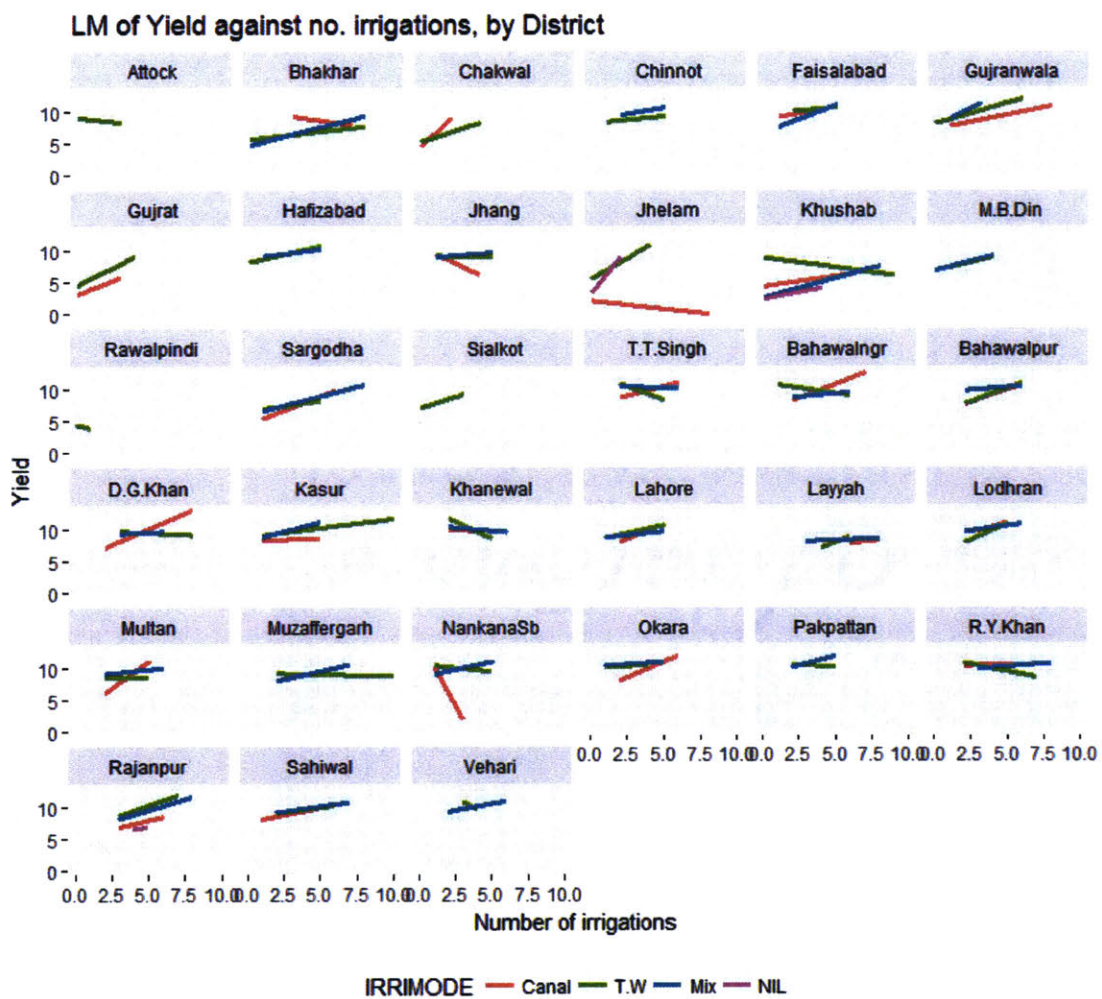 LM of Yield against no. irrigations, by District
Attock Bhakhar Chakwal Chinnot Faisalabad Gujranwala
10
5
0
Gujrat Hafizabad Jhang Jhelam Khushab M.B.Din
10
5
0
Rawalpindi Sargodha Sialkot T.T.Singh Bahawalngr Bahawalpur
10
5
0
Yield
D.G.Khan Kasur Khanewal Lahore Layyah Lodhran
10
5
0
Multan Muzaffergarh NankanaSb Okara Pakpattan R.Y.Khan
10
5
0
0.0 2.5 5.0 7.5 10.0 0.0 2.5 5.0 7.5 10.0 0.0 2.5 5.0 7.5 10.0
Rajanpur Sahiwal Vehari
10
5
0
0.0 2.5 5.0 7.5 10.0 0.0 2.5 5.0 7.5 10.0 0.0 2.5 5.0 7.5 10.0
Number of irrigations
IRRIMODE Canal T.W Mix NIL